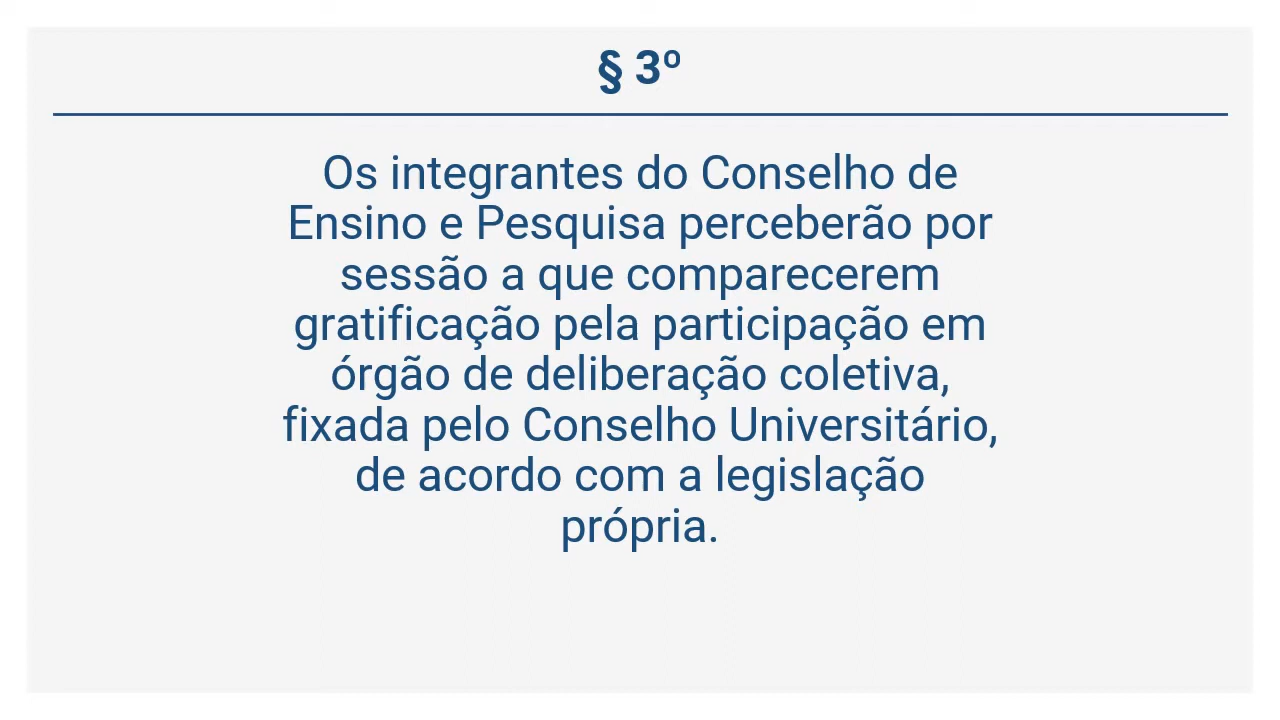 § 3º
Os integrantes do Conselho de
Ensino e Pesquisa perceberão por
sessão a que comparecerem
gratificação pela participação em
órgão de deliberação coletiva,
fixada pelo Conselho Universitário,
de acordo com a legislação
própria.